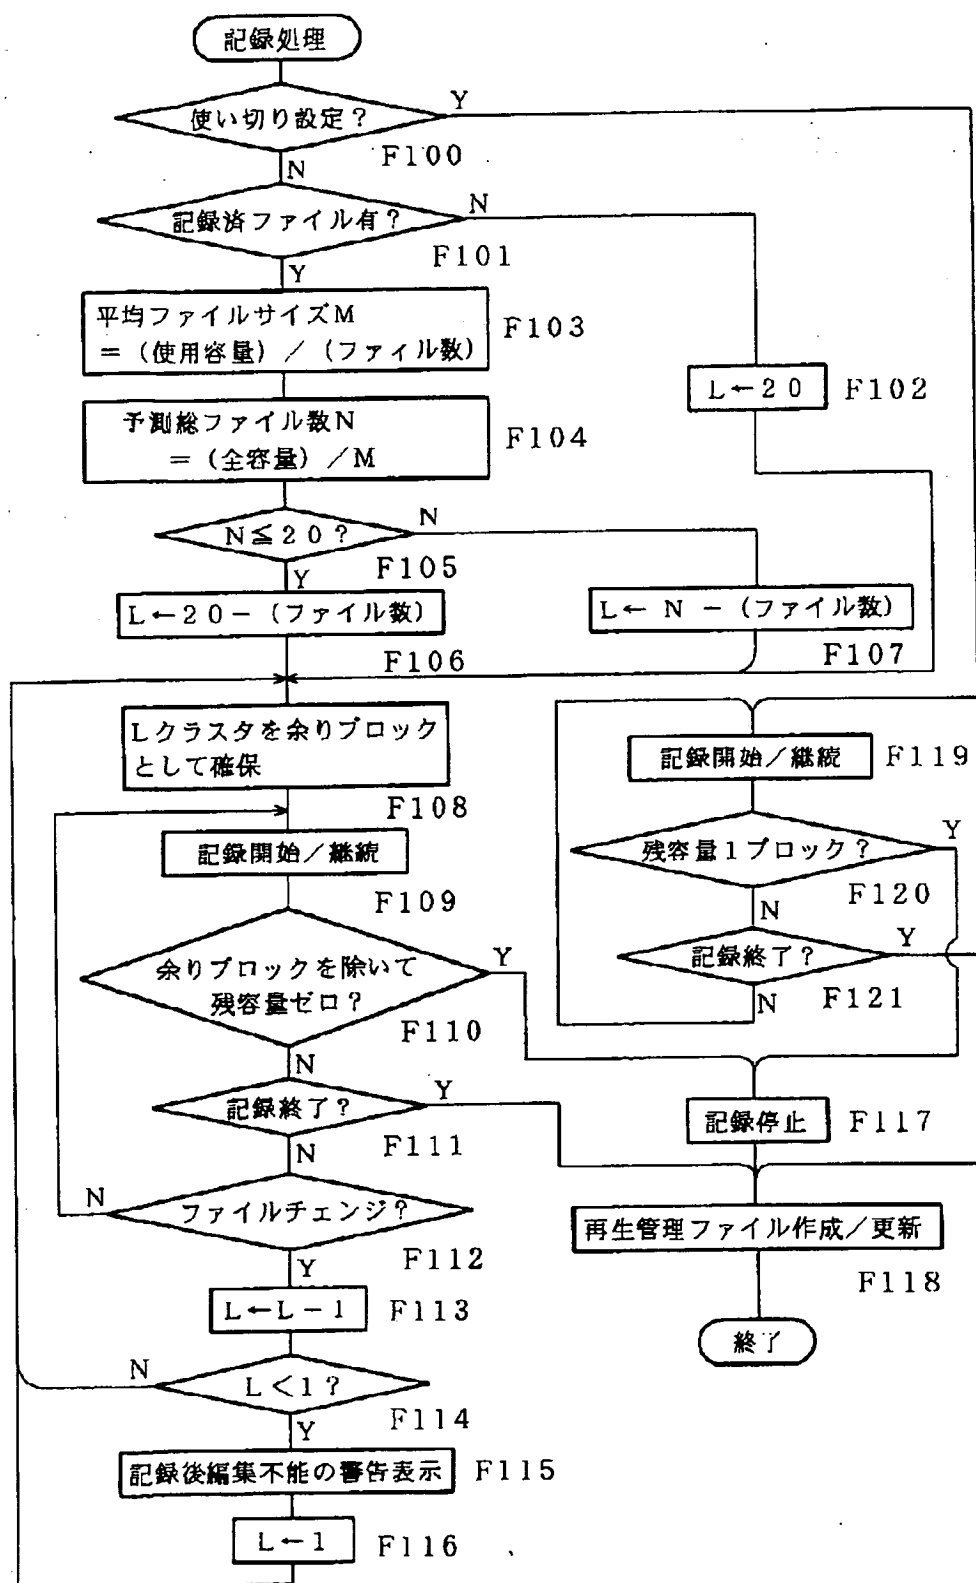 記録処理
使い切り設定？
Y
F100
N
記録済ファイル有？
N
F101
Y
平均ファイルサイズM
＝（使用容量）／（ファイル数）
F103
L←20
F102
予測総ファイル数N
＝（全容量）／M
F104
N≦20？
N
F105
Y
L←20－（ファイル数）
F106
L← N －（ファイル数）
F107
Lクラスタを余りブロック
として確保
F108
記録開始／継続
F109
記録開始／継続
F119
残容量1ブロック？
Y
F120
N
記録終了？
Y
F121
N
余りブロックを除いて
残容量ゼロ？
Y
F110
N
記録終了？
Y
F111
N
記録停止
F117
ファイルチェンジ？
N
F112
Y
再生管理ファイル作成／更新
F118
終了
L←L－1
F113
L＜1？
N
F114
Y
記録後編集不能の警告表示
F115
L←1
F116